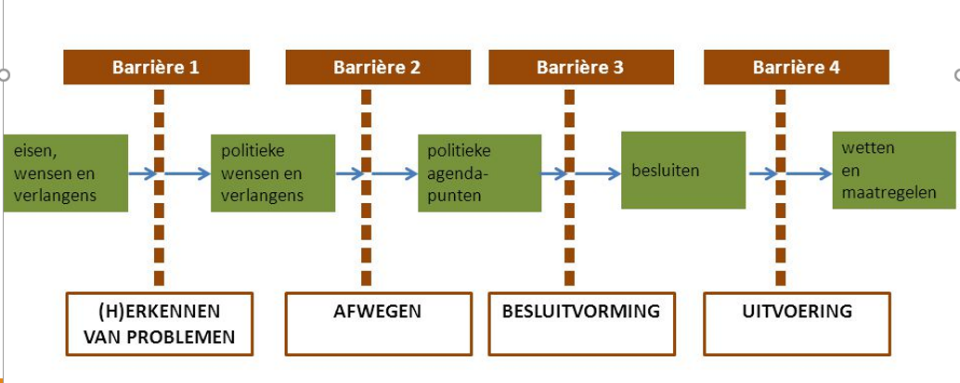 Barrière 1
Barrière 2
Barrière 3
Barrière 4
eisen,
wensen en
verlangens
politieke
wensen en
verlangens
politieke
agenda-
punten
besluiten
wetten
en
maatregelen
(H)ERKENNEN
VAN PROBLEMEN
AFWEGEN
BESLUITVORMING
UITVOERING